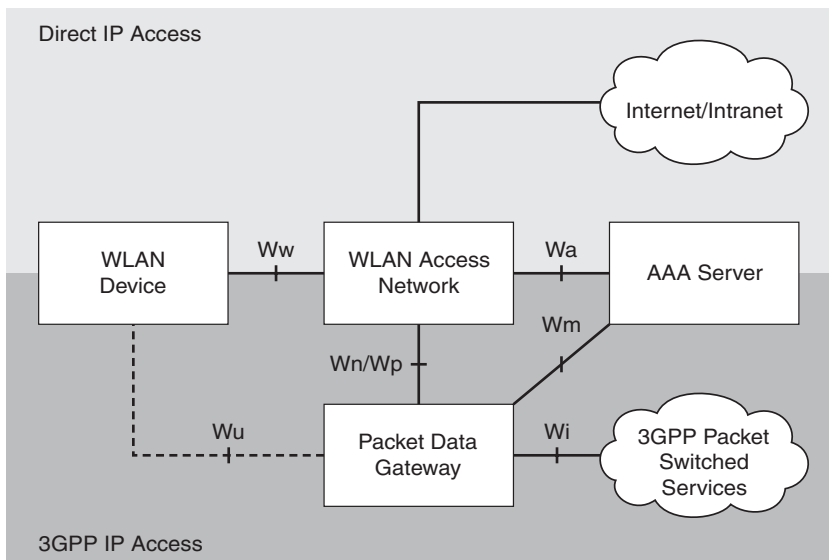 Direct IP Access
Internet/Intranet
WLAN
Device
Ww
WLAN Access
Network
Wa
AAA Server
Wm
Wn/Wp
Wu
Packet Data
Gateway
Wi
3GPP Packet
Switched
Services
3GPP IP Access